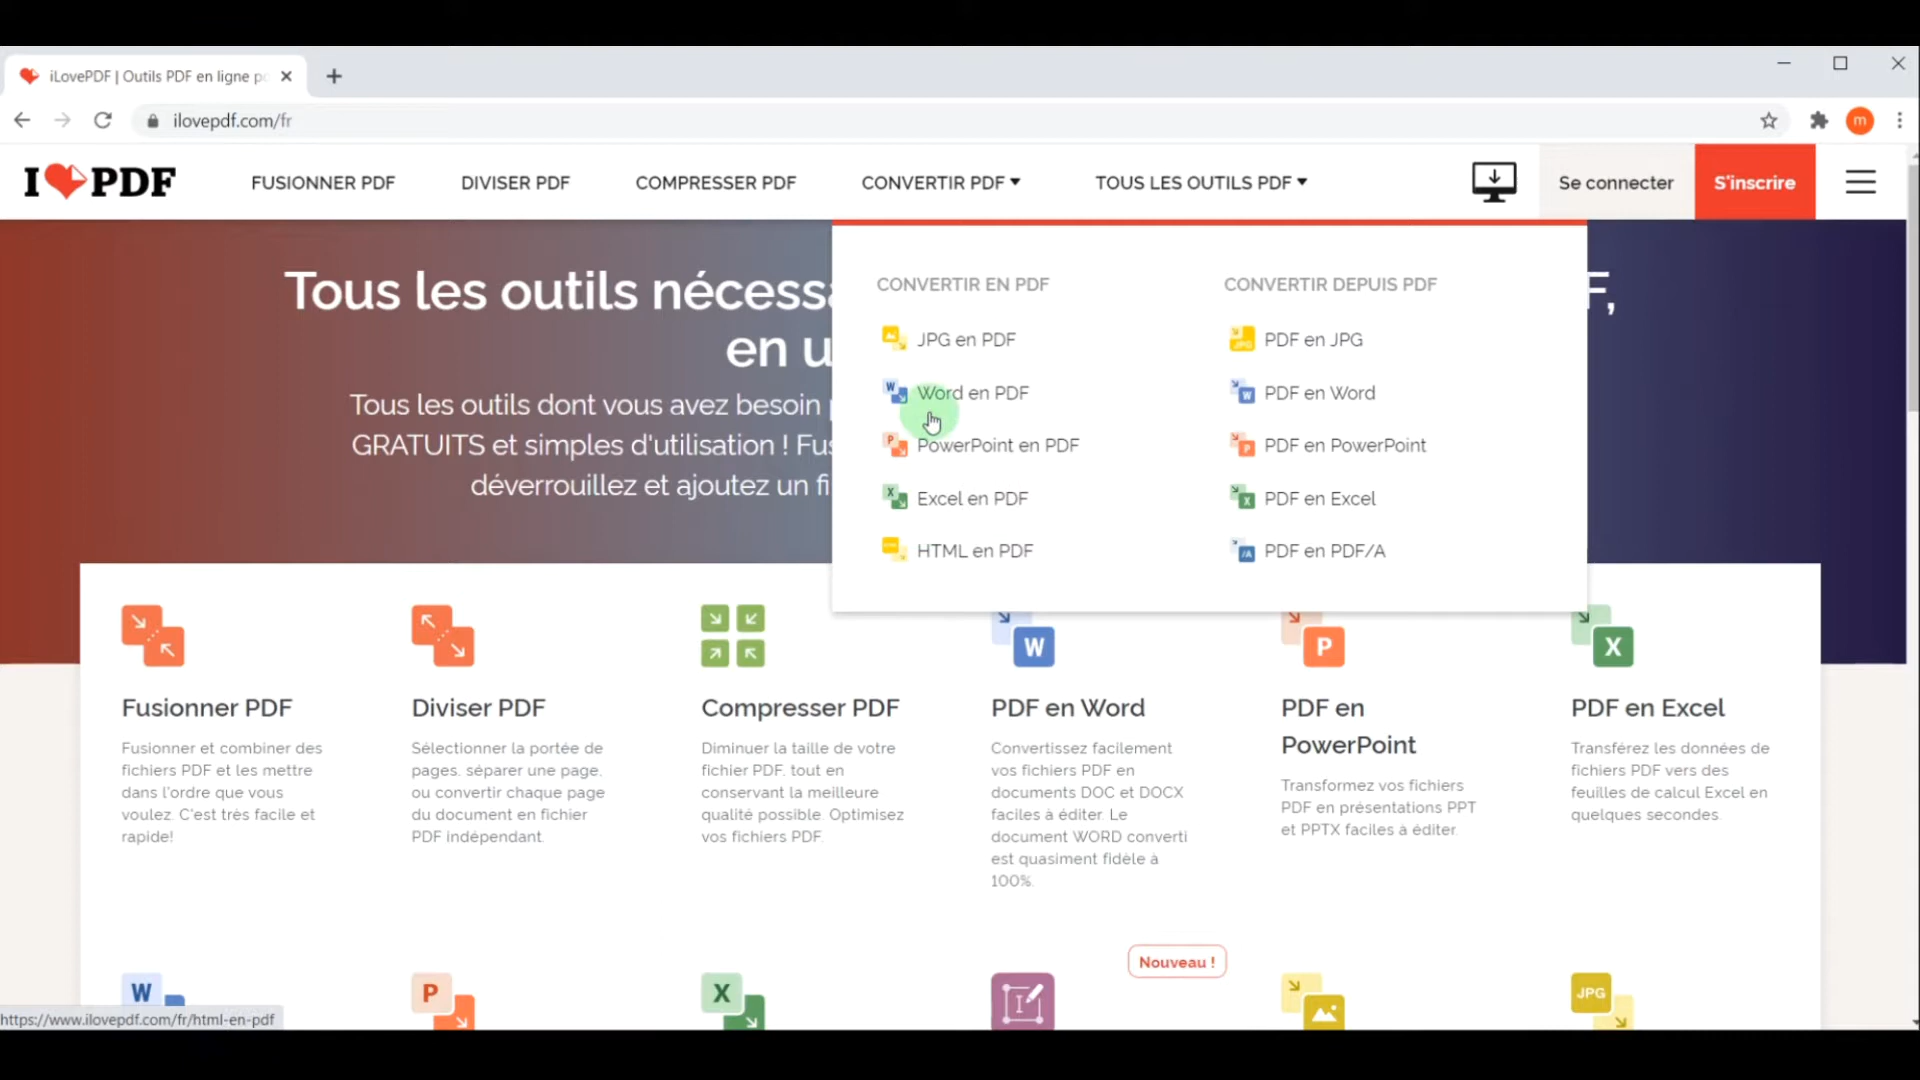 iLovePDF | Outils PDF en ligne po
ilovepdf.com/fr
m
I PDF
FUSIONNER PDF
DIVISER PDF
COMPRESSER PDF
CONVERTIR PDF
TOUS LES OUTILS PDF
Se connecter
S'inscrire
Tous les outils nécess
F,
en u
Tous les outils dont vous avez besoin
GRATUITS et simples d'utilisation ! Fus
déverrouillez et ajoutez un fi
CONVERTIR EN PDF
JPG en PDF
Word en PDF
PowerPoint en PDF
Excel en PDF
HTML en PDF
CONVERTIR DEPUIS PDF
PDF en JPG
PDF en Word
PDF en PowerPoint
PDF en Excel
PDF en PDF/A
Fusionner PDF
Fusionner et combiner des
fichiers PDF et les mettre
dans l'ordre que vous
voulez. C'est très facile et
rapide!
Diviser PDF
Sélectionner la portée de
pages, séparer une page,
ou convertir chaque page
du document en fichier
PDF indépendant.
Compresser PDF
Diminuer la taille de votre
fichier PDF, tout en
conservant la meilleure
qualité possible. Optimisez
vos fichiers PDF.
W
PDF en Word
Convertissez facilement
vos fichiers PDF en
documents DOC et DOCX
faciles à éditer. Le
document WORD converti
est quasiment fidèle à
100%.
P
PDF en
PowerPoint
Transformez vos fichiers
PDF en présentations PPT
et PPTX faciles à éditer.
X
PDF en Excel
Transférez les données de
fichiers PDF vers des
feuilles de calcul Excel en
quelques secondes.
W
P
X
Nouveau !
JPG
https://www.ilovepdf.com/fr/html-en-pdf